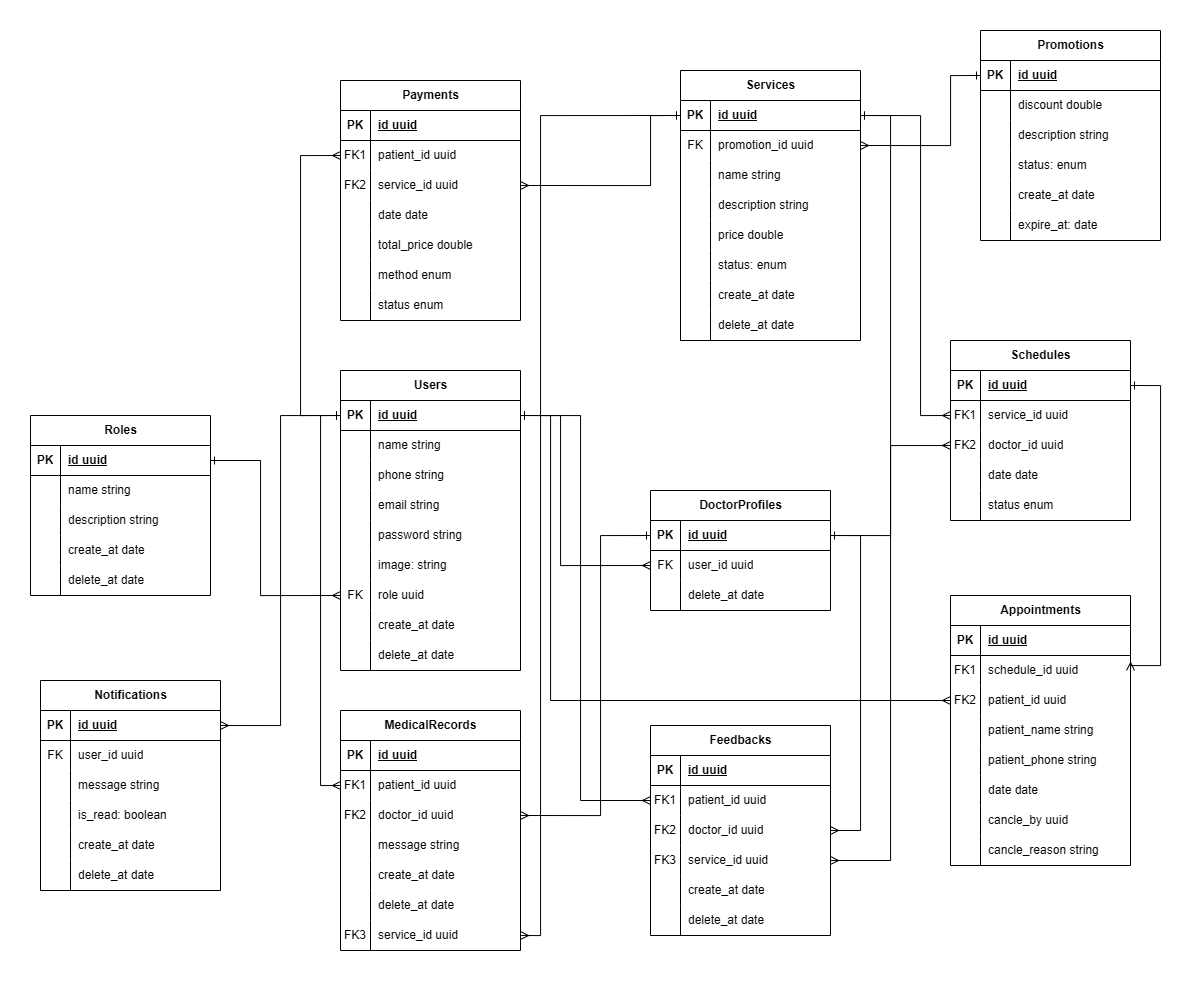 Promotions
PK id uuid
discount double
description string
status: enum
create_at date
expire_at: date
Services
PK id uuid
FK promotion_id uuid
name string
description string
price double
status: enum
create_at date
delete_at date
Payments
PK id uuid
FK1 patient_id uuid
FK2 service_id uuid
date date
total_price double
method enum
status enum
Schedules
PK id uuid
FK1 service_id uuid
FK2 doctor_id uuid
date date
status enum
Users
PK id uuid
name string
phone string
email string
password string
image: string
FK role uuid
create_at date
delete_at date
Roles
PK id uuid
name string
description string
create_at date
delete_at date
DoctorProfiles
PK id uuid
FK user_id uuid
delete_at date
Appointments
PK id uuid
FK1 schedule_id uuid
FK2 patient_id uuid
patient_name string
patient_phone string
date date
cancle_by uuid
cancle_reason string
Notifications
PK id uuid
FK user_id uuid
message string
is_read: boolean
create_at date
delete_at date
MedicalRecords
PK id uuid
FK1 patient_id uuid
FK2 doctor_id uuid
message string
create_at date
delete_at date
FK3 service_id uuid
Feedbacks
PK id uuid
FK1 patient_id uuid
FK2 doctor_id uuid
FK3 service_id uuid
create_at date
delete_at date